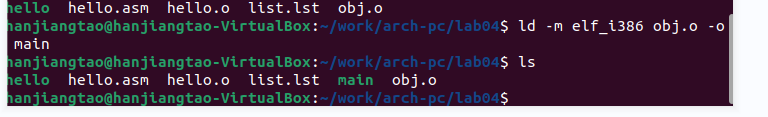 hello  hello.asm  hello.o  list.lst  obj.o
hanjiangtao@hanjiangtao-VirtualBox:~/work/arch-pc/lab04$ ld -m elf_i386 obj.o -o
 main
hanjiangtao@hanjiangtao-VirtualBox:~/work/arch-pc/lab04$ ls
hello  hello.asm  hello.o  list.lst  main  obj.o
hanjiangtao@hanjiangtao-VirtualBox:~/work/arch-pc/lab04$